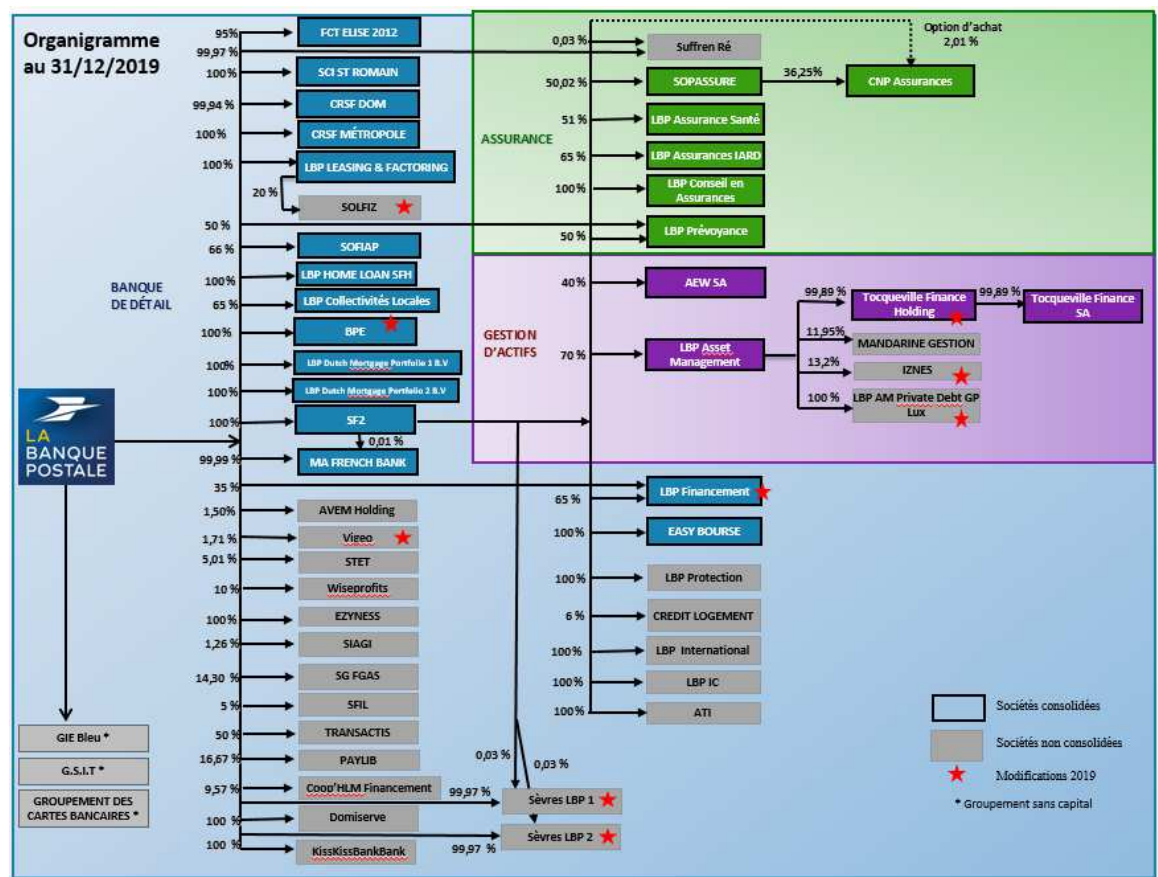 Organigramme
au 31/12/2019
BANQUE
DE DÉTAIL
LA
BANQUE
POSTALE
GIE Bleu *
G.S.I.T *
GROUPEMENT DES
CARTES BANCAIRES *
95%
FCT ELISE 2012
99,97 %
100%
SCI ST ROMAIN
99,94 %
CRSF DOM
100%
CRSF MÉTROPOLE
100%
LBP LEASING & FACTORING
20 %
SOLFIZ
50 %
66%
SOFIAP
100%
LBP HOME LOAN SFH
65%
LBP Collectivités Locales
100%
BPE
100%
LBP Dutch Mortgage Portfolio 1 B.V
100%
LBP Dutch Mortgage Portfolio 2 B.V
100%
SF2
0,01 %
99,99%
MA FRENCH BANK
35 %
1,50%
AVEM Holding
1,71 %
Vigeo
5,01 %
STET
10 %
Wiseprofits
100%
EZYNESS
1,26%
SIAGI
14,30 %
SG FGAS
5 %
SFIL
50 %
TRANSACTIS
16,67%
PAYLIB
9,57%
Coop'HLM Financement
99,97 %
100 %
Domiserve
100 %
KissKissBankBank
99,97 %
0,03 %
0,03 %
Sèvres LBP 1
Sèvres LBP 2
ASSURANCE
Option d'achat
2,01 %
0,03 %
Suffren Ré
50,02%
SOPASSURE
36,25%
CNP Assurances
51 %
LBP Assurance Santé
65%
LBP Assurances IARD
100%
LBP Conseil en
Assurances
50%
LBP Prévoyance
GESTION
D'ACTIFS
40%
AEW SA
70%
LBP Asset
Management
99,89 %
Tocqueville Finance
Holding
99,89%
Tocqueville Finance
SA
11,95%
MANDARINE GESTION
13,2%
IZNES
100 %
LBP AM Private Debt GP
Lux
65 %
LBP Financement
100%
EASY BOURSE
100%
LBP Protection
6 %
CREDIT LOGEMENT
100%
LBP International
100%
LBP IC
100%
ATI
Sociétés consolidées
Sociétés non consolidées
Modifications 2019
* Groupement sans capital